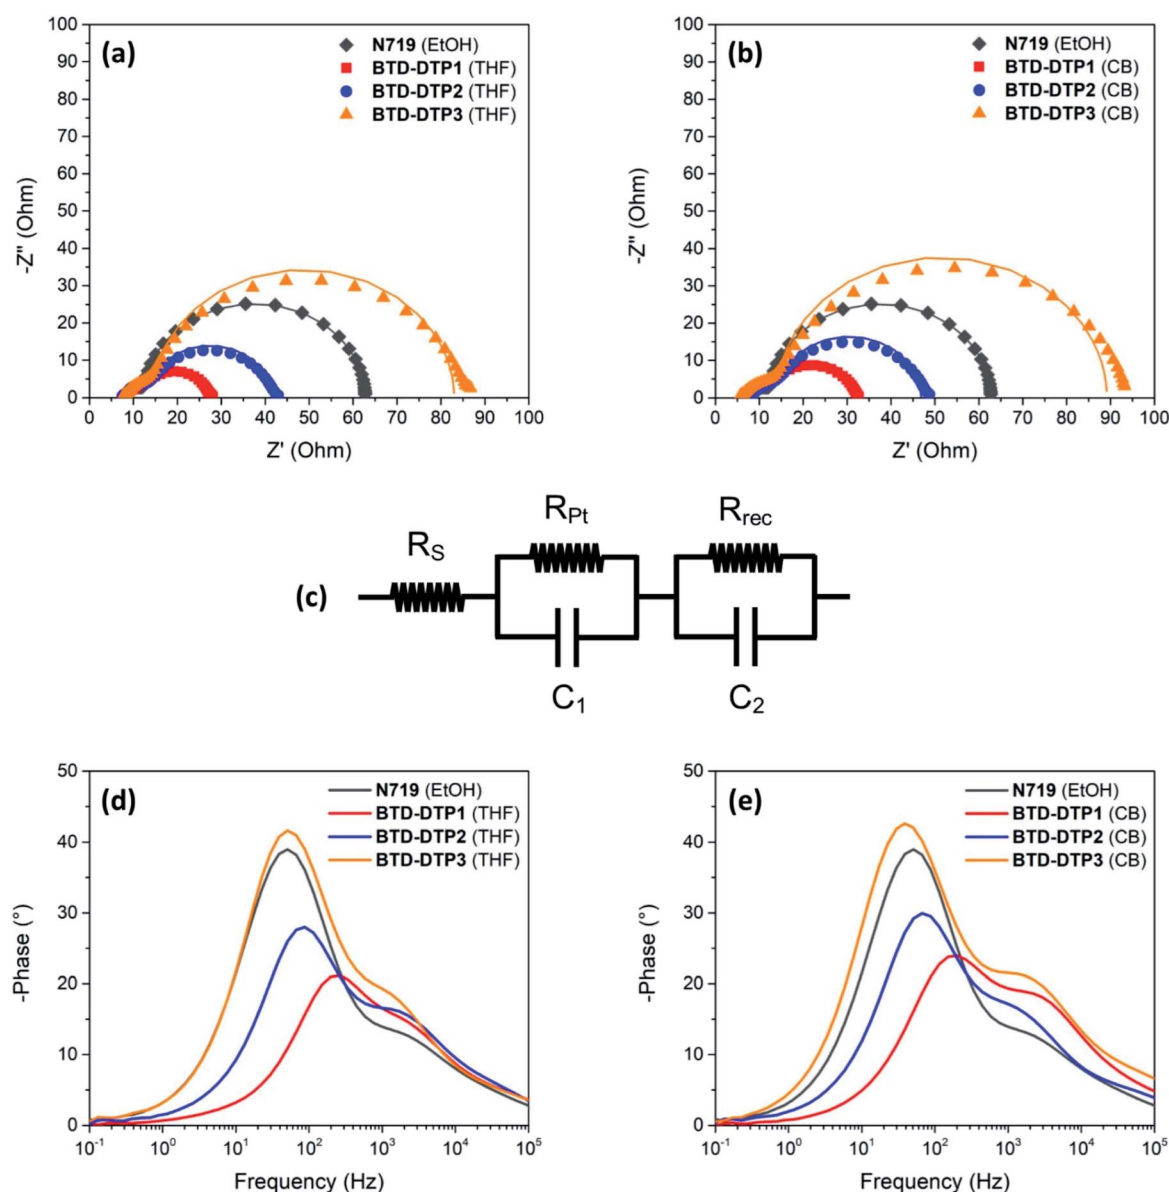 (a)
N719 (EtOH)
BTD-DTP1 (THF)
BTD-DTP2 (THF)
BTD-DTP3 (THF)
100
90
80
70
60
50
40
30
20
10
0
-Z" (Ohm)
0 10 20 30 40 50 60 70 80 90 100
Z' (Ohm)
(b)
N719 (EtOH)
BTD-DTP1 (CB)
BTD-DTP2 (CB)
BTD-DTP3 (CB)
100
90
80
70
60
50
40
30
20
10
0
-Z" (Ohm)
0 10 20 30 40 50 60 70 80 90 100
Z' (Ohm)
(c)
R_S
R_Pt
C_1
R_rec
C_2
(d)
N719 (EtOH)
BTD-DTP1 (THF)
BTD-DTP2 (THF)
BTD-DTP3 (THF)
50
40
30
20
10
0
-Phase (°)
10⁻¹ 10⁰ 10¹ 10² 10³ 10⁴ 10⁵
Frequency (Hz)
(e)
N719 (EtOH)
BTD-DTP1 (CB)
BTD-DTP2 (CB)
BTD-DTP3 (CB)
50
40
30
20
10
0
-Phase (°)
10⁻¹ 10⁰ 10¹ 10² 10³ 10⁴ 10⁵
Frequency (Hz)